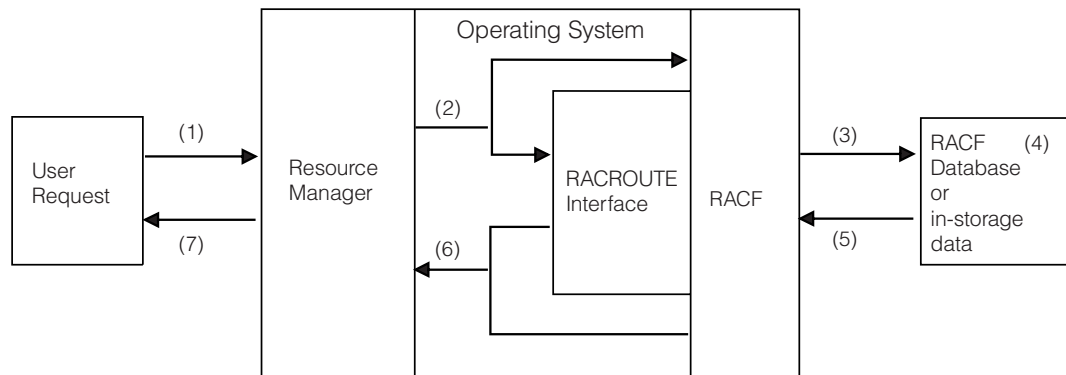 Operating System
(1)
User
Request
(7)
Resource
Manager
(2)
RACROUTE
Interface
(6)
RACF
(3)
(5)
RACF (4)
Database
or
in-storage
data